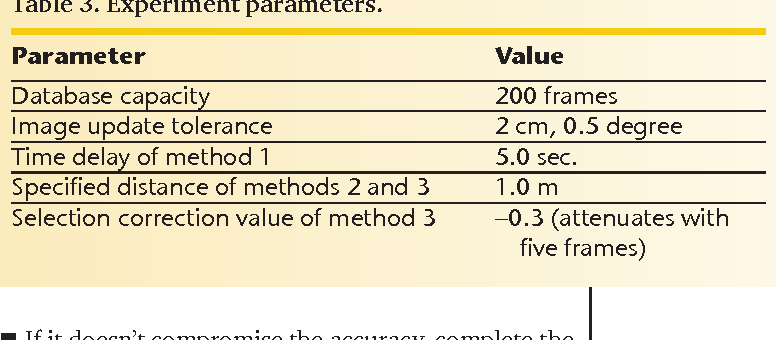 Table 3. Experiment parameters.
Parameter Value
Database capacity 200 frames
Image update tolerance 2 cm, 0.5 degree
Time delay of method 1 5.0 sec.
Specified distance of methods 2 and 3 1.0 m
Selection correction value of method 3 –0.3 (attenuates with
five frames)
■ If it doesn't compromise the accuracy, complete the